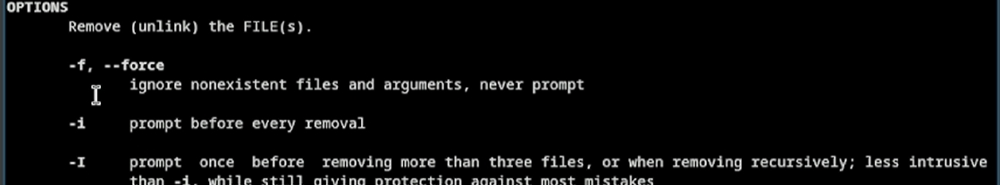 OPTIONS
Remove (unlink) the FILE(s).
-f, --force
ignore nonexistent files and arguments, never prompt
-i prompt before every removal
-I prompt once before removing more than three files, or when removing recursively; less intrusive
than -i, while still giving protection against most mistakes